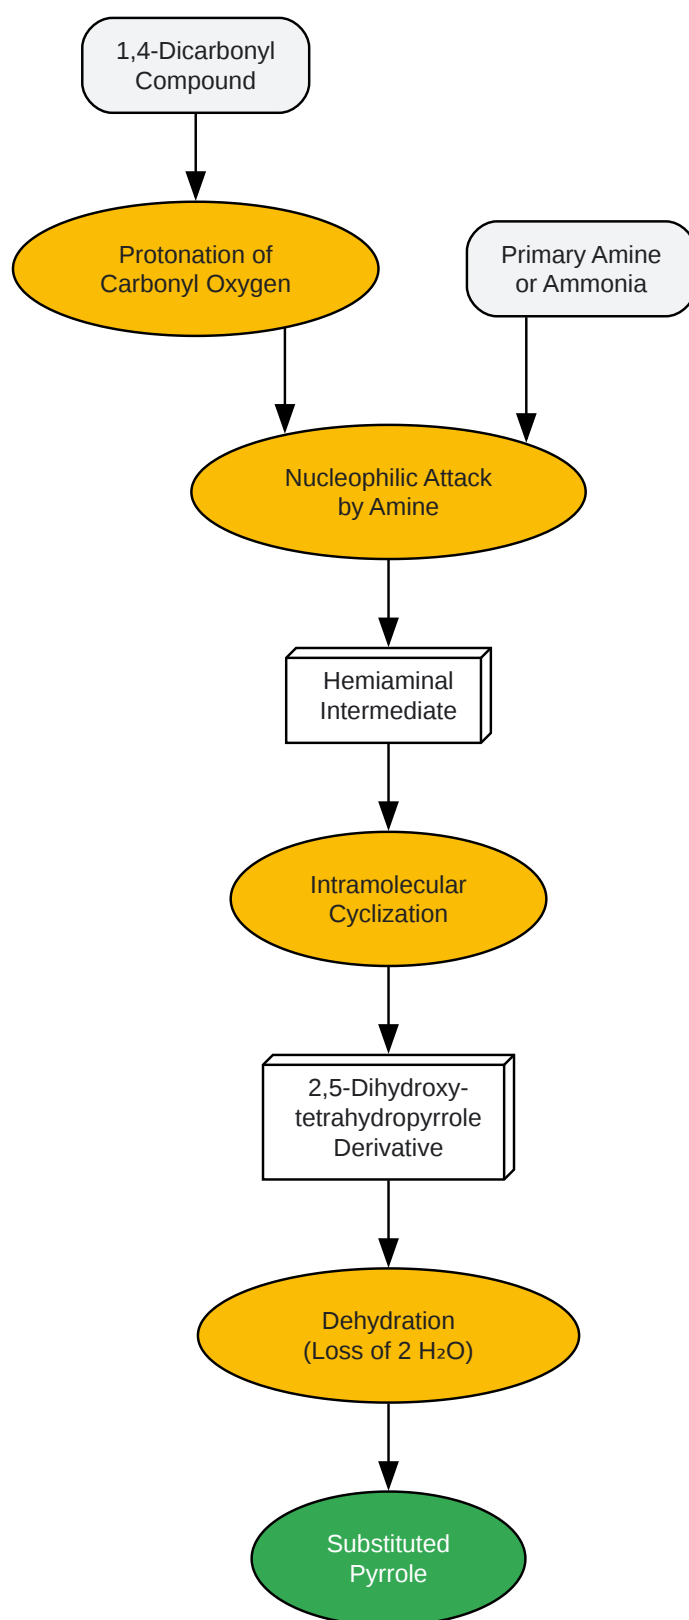 1,4-Dicarbonyl
Compound
Protonation of
Carbonyl Oxygen
Primary Amine
or Ammonia
Nucleophilic Attack
by Amine
Hemiaminal
Intermediate
Intramolecular
Cyclization
2,5-Dihydroxy-
tetrahydropyrrole
Derivative
Dehydration
(Loss of 2 H₂O)
Substituted
Pyrrole